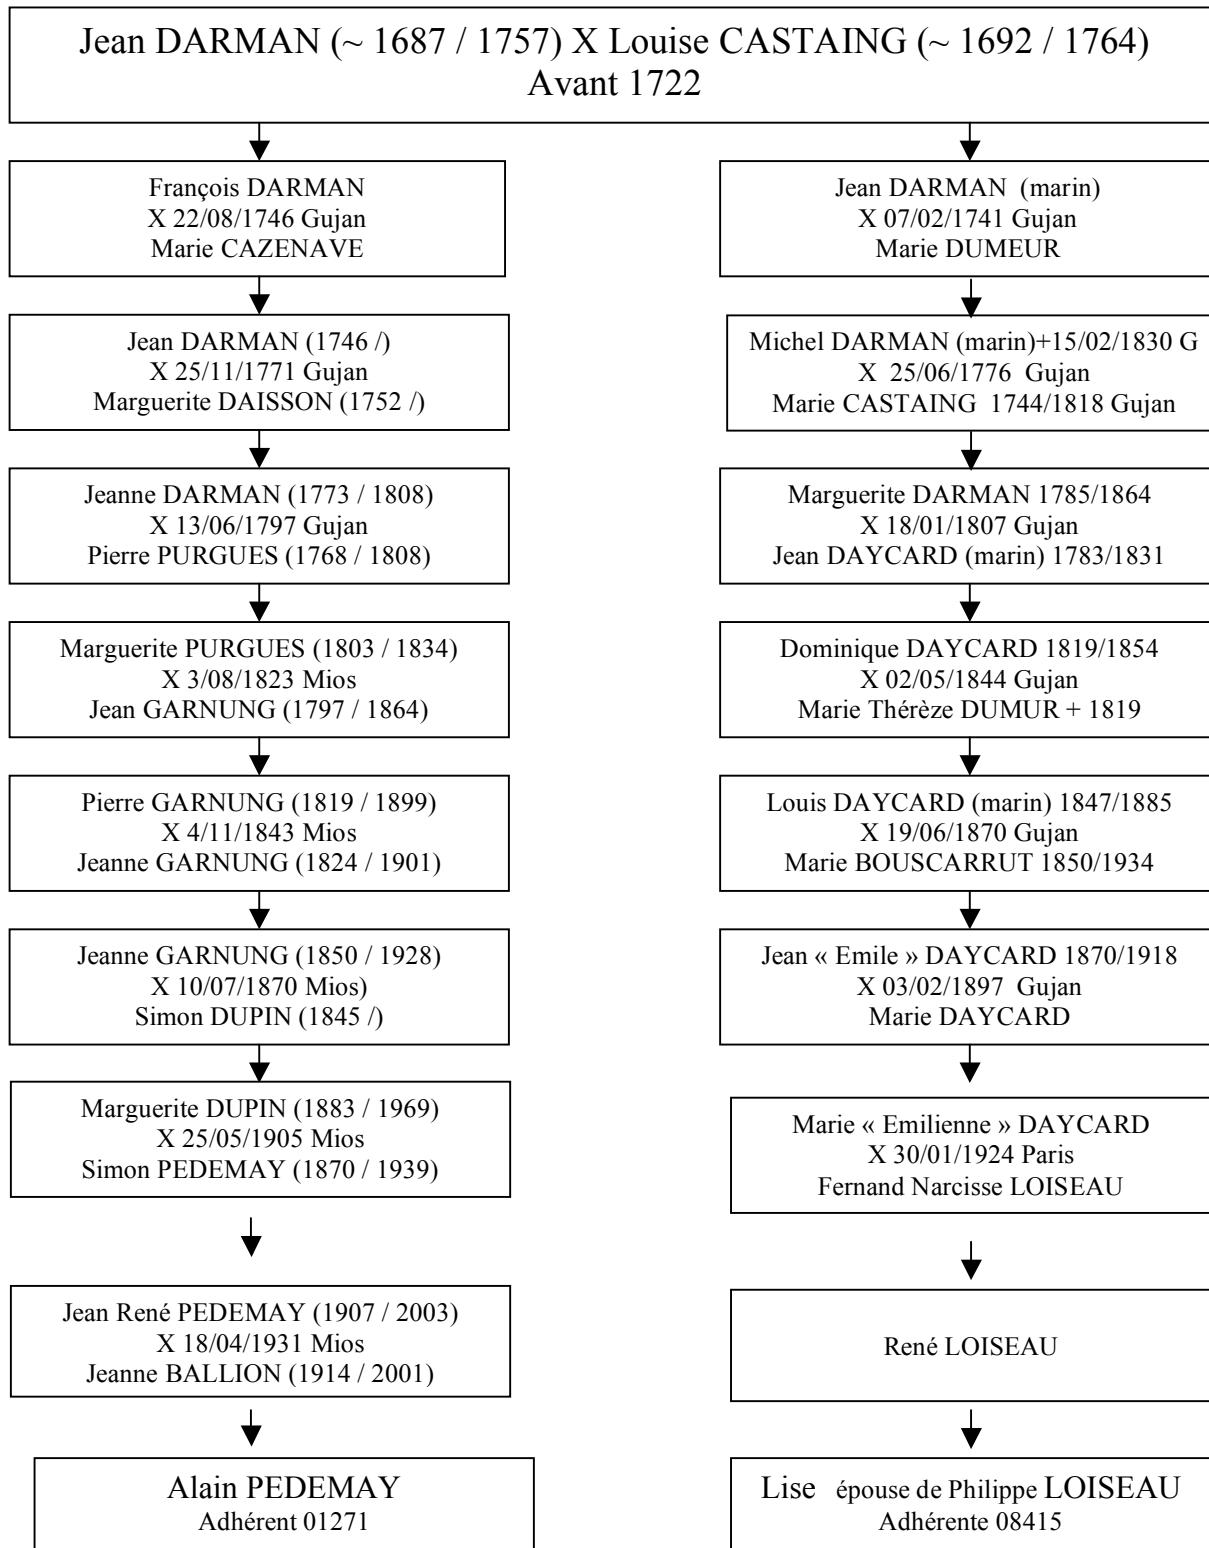 Jean DARMAN (~ 1687 / 1757) X Louise CASTAING (~ 1692 / 1764)
Avant 1722
François DARMAN
X 22/08/1746 Gujan
Marie CAZENAVE
Jean DARMAN (1746 /)
X 25/11/1771 Gujan
Marguerite DAISSON (1752 /)
Jeanne DARMAN (1773 / 1808)
X 13/06/1797 Gujan
Pierre PURGUES (1768 / 1808)
Marguerite PURGUES (1803 / 1834)
X 3/08/1823 Mios
Jean GARNUNG (1797 / 1864)
Pierre GARNUNG (1819 / 1899)
X 4/11/1843 Mios
Jeanne GARNUNG (1824 / 1901)
Jeanne GARNUNG (1850 / 1928)
X 10/07/1870 Mios)
Simon DUPIN (1845 /)
Marguerite DUPIN (1883 / 1969)
X 25/05/1905 Mios
Simon PEDEMAY (1870 / 1939)
Jean René PEDEMAY (1907 / 2003)
X 18/04/1931 Mios
Jeanne BALLION (1914 / 2001)
Alain PEDEMAY
Adhérent 01271
Jean DARMAN (marin)
X 07/02/1741 Gujan
Marie DUMEUR
Michel DARMAN (marin)+15/02/1830 G
X 25/06/1776 Gujan
Marie CASTAING 1744/1818 Gujan
Marguerite DARMAN 1785/1864
X 18/01/1807 Gujan
Jean DAYCARD (marin) 1783/1831
Dominique DAYCARD 1819/1854
X 02/05/1844 Gujan
Marie Thérèze DUMUR + 1819
Louis DAYCARD (marin) 1847/1885
X 19/06/1870 Gujan
Marie BOUSCARRUT 1850/1934
Jean « Emile » DAYCARD 1870/1918
X 03/02/1897 Gujan
Marie DAYCARD
Marie « Emilienne » DAYCARD
X 30/01/1924 Paris
Fernand Narcisse LOISEAU
René LOISEAU
Lise épouse de Philippe LOISEAU
Adhérente 08415